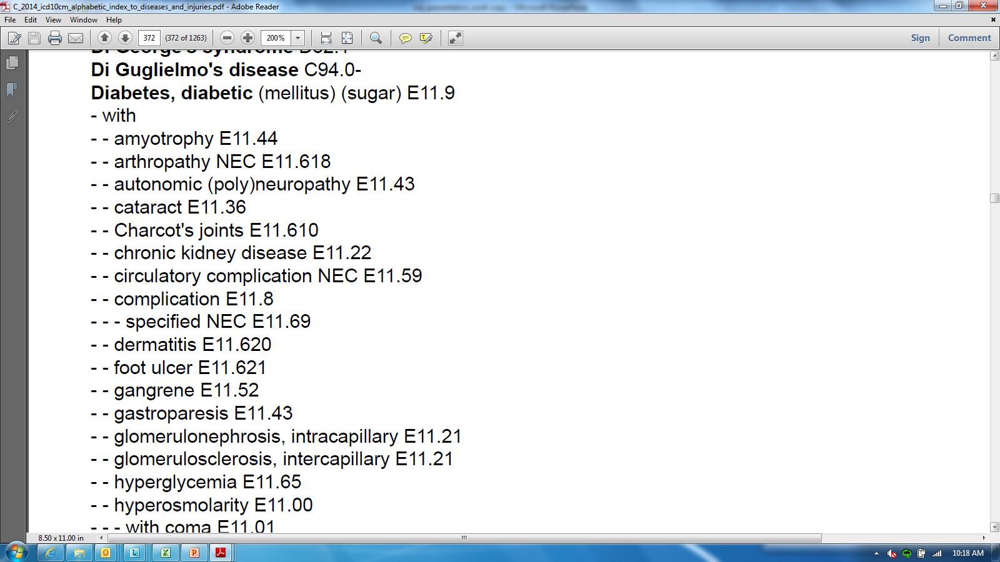 C_2014_icd10cm_alphabetic_index_to_diseases_and_injuries.pdf - Adobe Reader
File Edit View Window Help
372 (372 of 1263) 200% Sign Comment
Di George's syndrome D82.1
Di Guglielmo's disease C94.0-
Diabetes, diabetic (mellitus) (sugar) E11.9
- with
- - amyotrophy E11.44
- - arthropathy NEC E11.618
- - autonomic (poly)neuropathy E11.43
- - cataract E11.36
- - Charcot's joints E11.610
- - chronic kidney disease E11.22
- - circulatory complication NEC E11.59
- - complication E11.8
- - - specified NEC E11.69
- - dermatitis E11.620
- - foot ulcer E11.621
- - gangrene E11.52
- - gastroparesis E11.43
- - glomerulonephrosis, intracapillary E11.21
- - glomerulosclerosis, intercapillary E11.21
- - hyperglycemia E11.65
- - hyperosmolarity E11.00
- - - with coma E11.01
8.50 x 11.00 in
10:18 AM